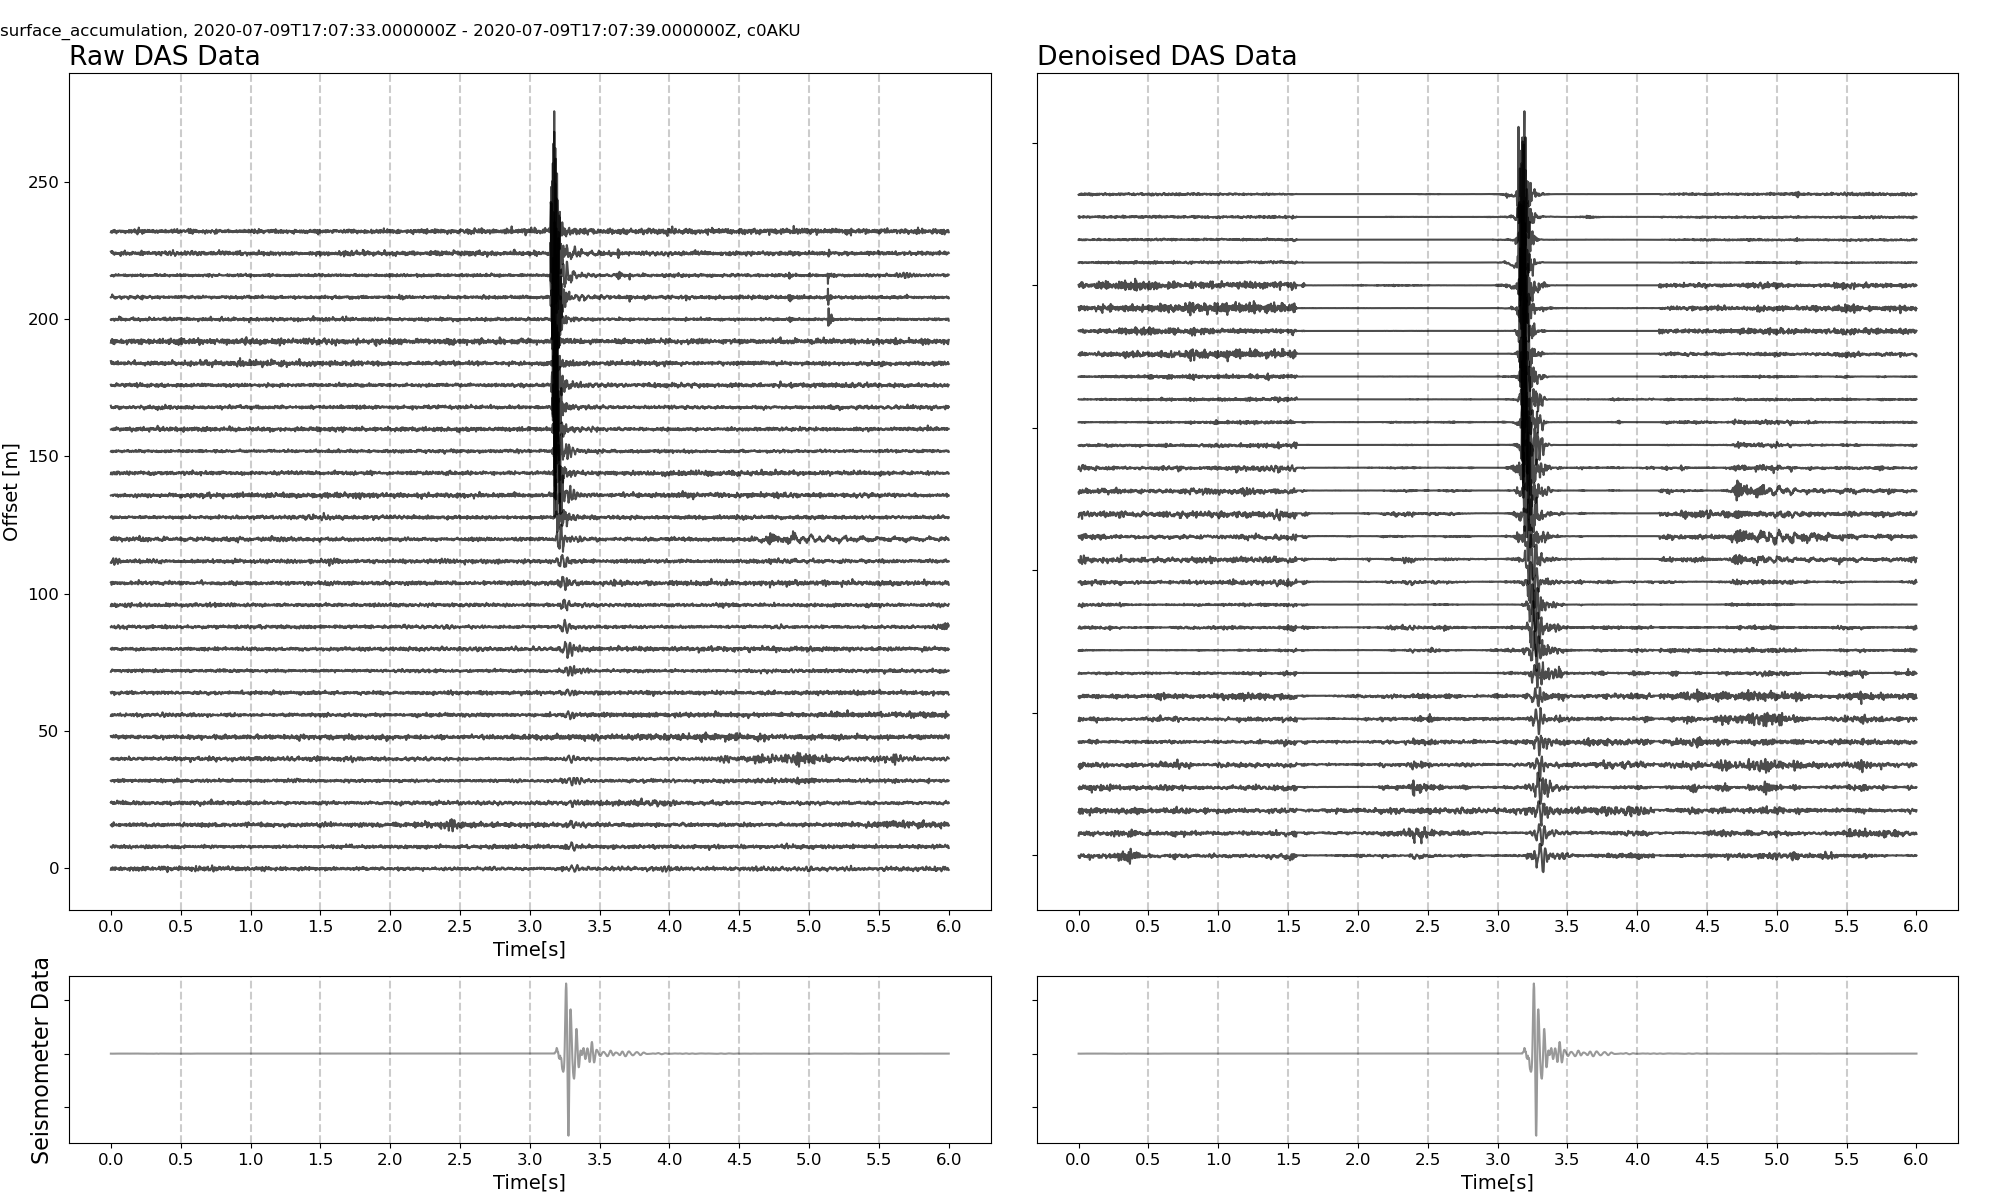 surface_accumulation, 2020-07-09T17:07:33.000000Z - 2020-07-09T17:07:39.000000Z, c0AKU
Raw DAS Data
Denoised DAS Data
Offset [m]
250
200
150
100
50
0
0.0 0.5 1.0 1.5 2.0 2.5 3.0 3.5 4.0 4.5 5.0 5.5 6.0
Time[s]
0.0 0.5 1.0 1.5 2.0 2.5 3.0 3.5 4.0 4.5 5.0 5.5 6.0
Seismometer Data
0.0 0.5 1.0 1.5 2.0 2.5 3.0 3.5 4.0 4.5 5.0 5.5 6.0
Time[s]
0.0 0.5 1.0 1.5 2.0 2.5 3.0 3.5 4.0 4.5 5.0 5.5 6.0
Time[s]